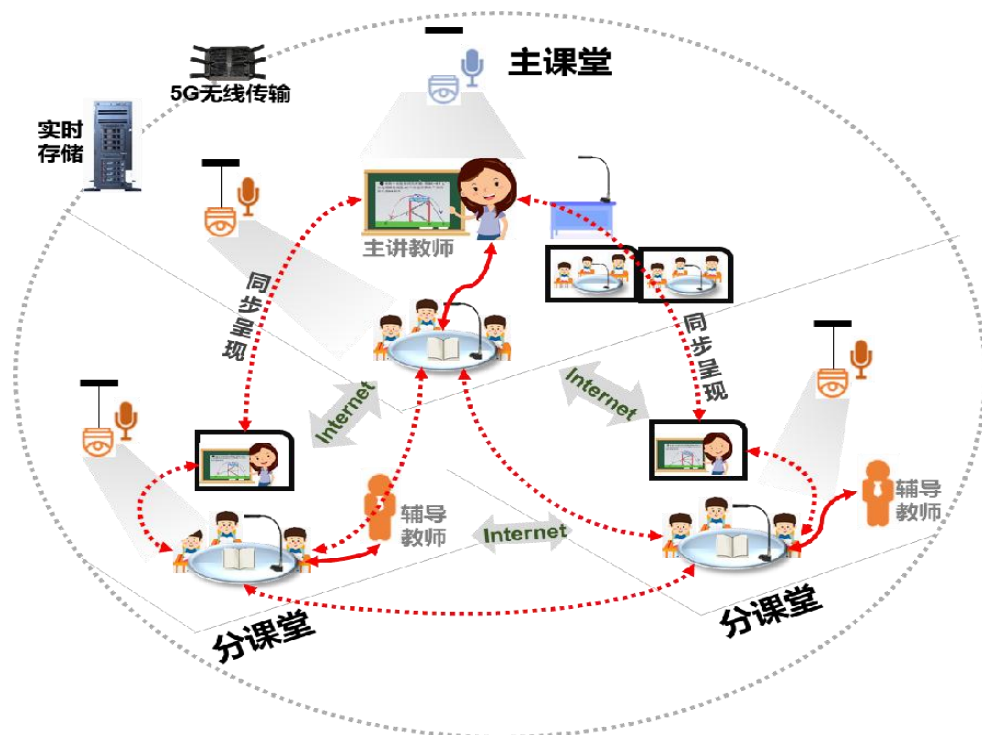 主课堂
5G无线传输
实时
存储
主讲教师
同步呈现
同步呈现
Internet
Internet
辅导
教师
辅导
教师
Internet
分课堂
分课堂